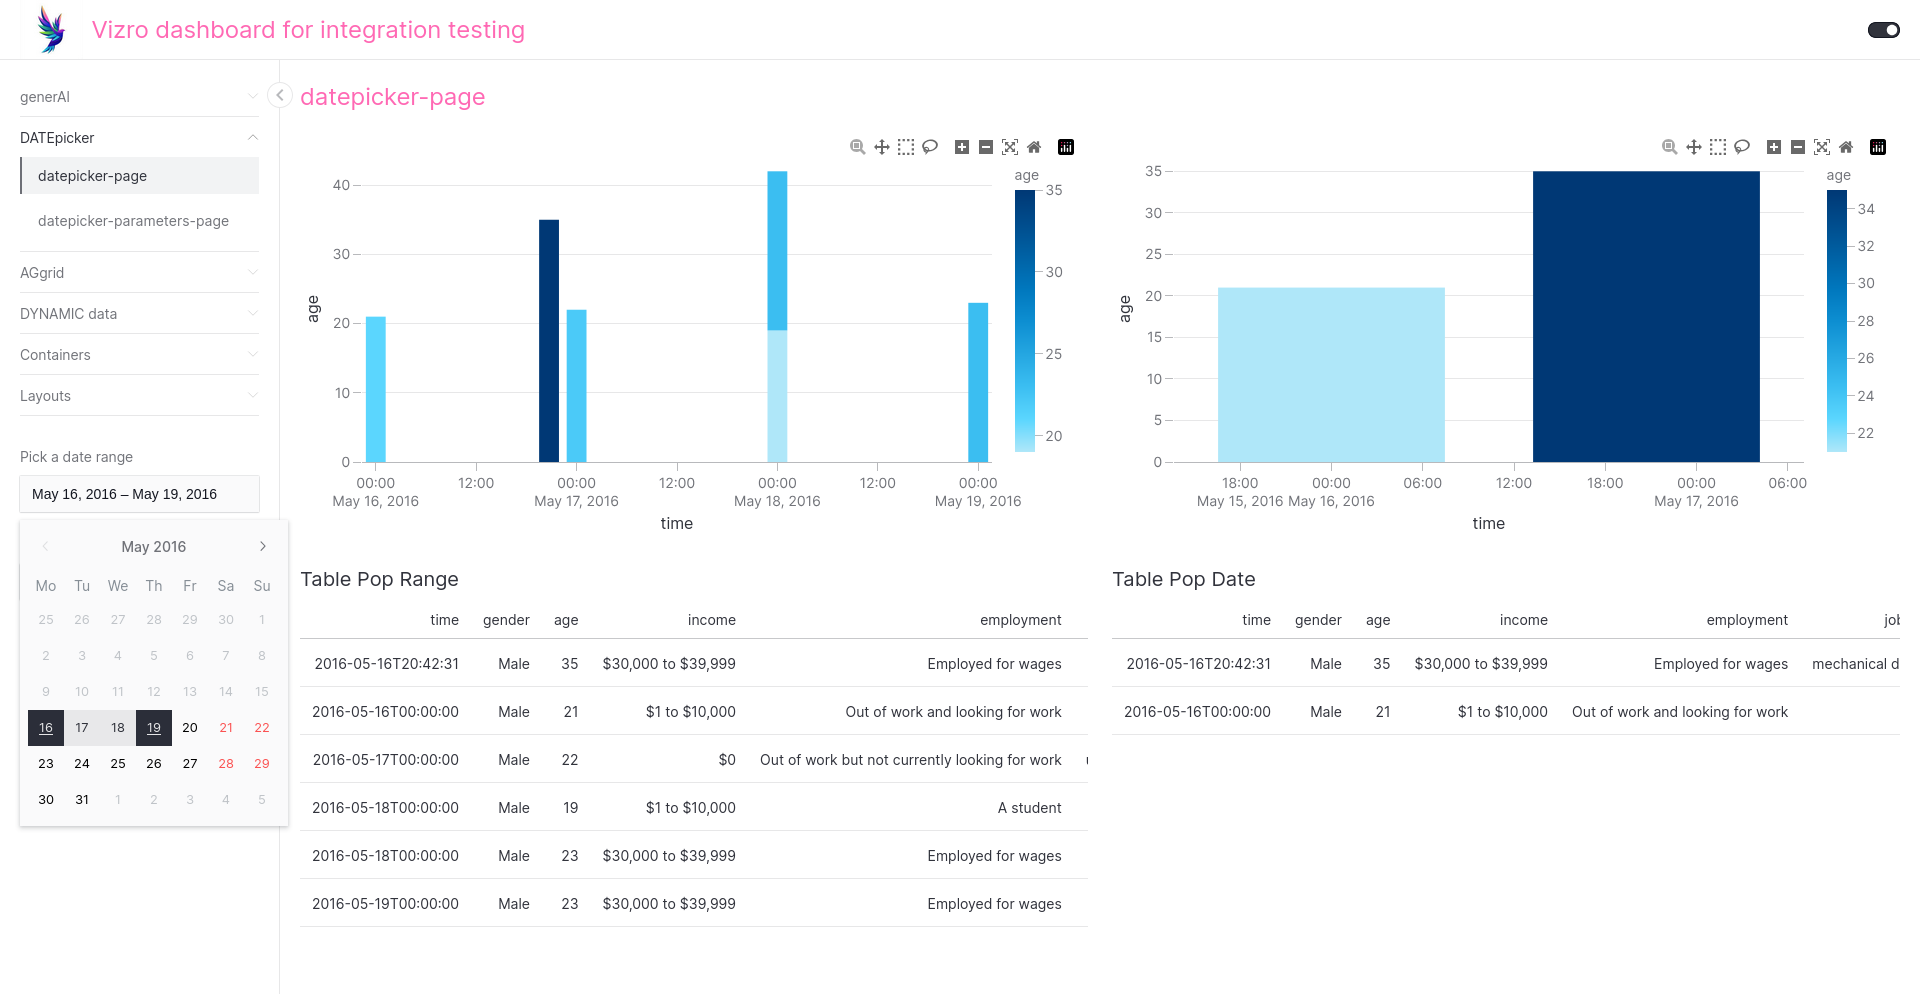 Vizro dashboard for integration testing
generAI
DATEpicker
datepicker-page
datepicker-parameters-page
AGgrid
DYNAMIC data
Containers
Layouts
Pick a date range
May 16, 2016 – May 19, 2016
May 2016
Mo Tu We Th Fr Sa Su
25 26 27 28 29 30 1
2 3 4 5 6 7 8
9 10 11 12 13 14 15
16 17 18 19 20 21 22
23 24 25 26 27 28 29
30 31 1 2 3 4 5
datepicker-page
age
40
30
20
10
0
age
35
30
25
20
00:00 12:00 00:00 12:00 00:00 12:00 00:00
May 16, 2016 May 17, 2016 May 18, 2016 May 19, 2016
time
age
35
30
25
20
15
10
5
0
age
34
32
30
28
26
24
22
18:00 00:00 06:00 12:00 18:00 00:00 06:00
May 15, 2016 May 16, 2016 May 17, 2016
time
Table Pop Range
time gender age income employment
2016-05-16T20:42:31 Male 35 $30,000 to $39,999 Employed for wages
2016-05-16T00:00:00 Male 21 $1 to $10,000 Out of work and looking for work
2016-05-17T00:00:00 Male 22 $0 Out of work but not currently looking for work
2016-05-18T00:00:00 Male 19 $1 to $10,000 A student
2016-05-18T00:00:00 Male 23 $30,000 to $39,999 Employed for wages
2016-05-19T00:00:00 Male 23 $30,000 to $39,999 Employed for wages
Table Pop Date
time gender age income employment
2016-05-16T20:42:31 Male 35 $30,000 to $39,999 Employed for wages mechanical
2016-05-16T00:00:00 Male 21 $1 to $10,000 Out of work and looking for work